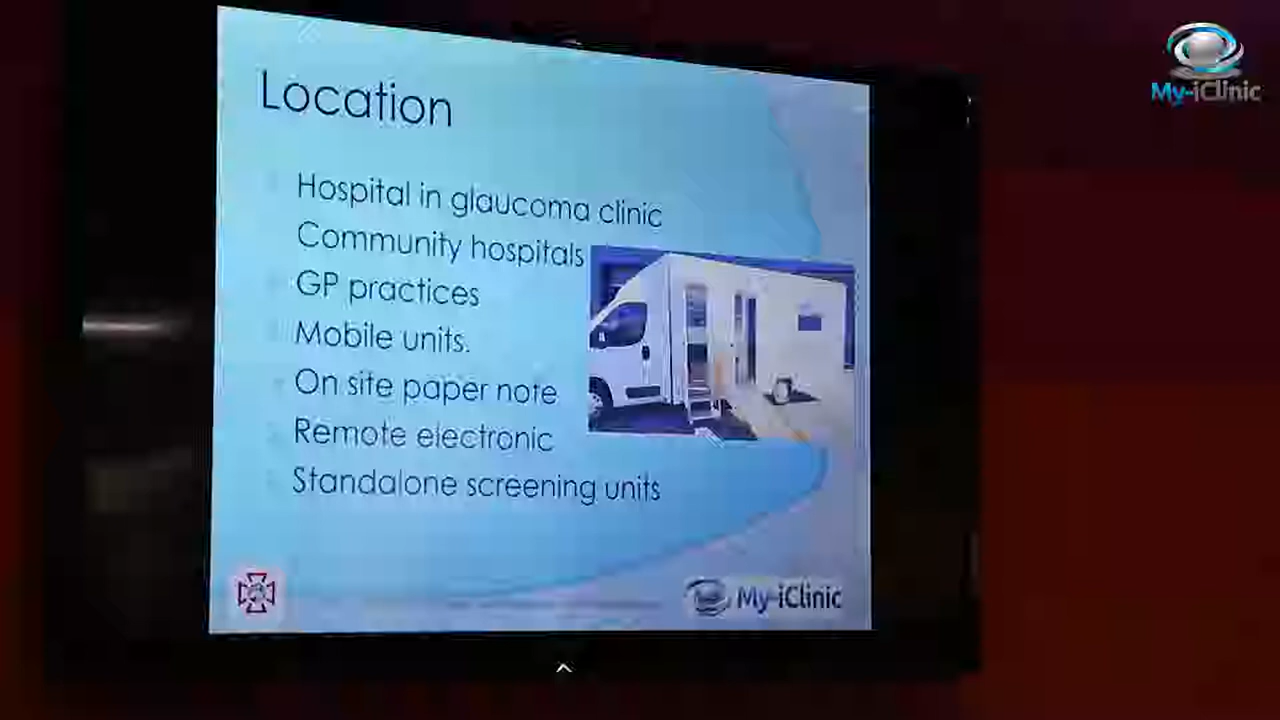 My-iClinic
Location
Hospital in glaucoma clinic
Community hospitals
GP practices
Mobile units.
On site paper note
Remote electronic
Standalone screening units
My-iClinic